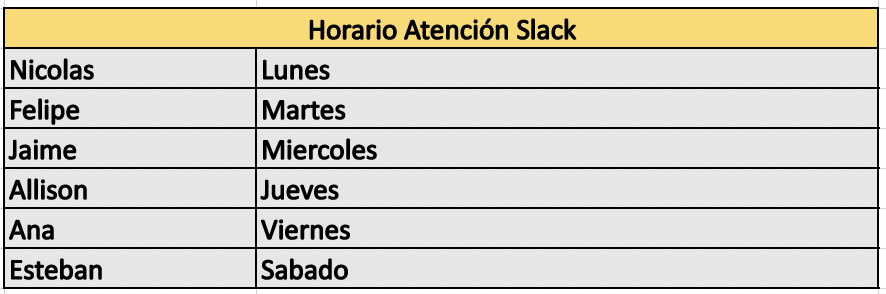 Horario Atención Slack
Nicolas Lunes
Felipe Martes
Jaime Miercoles
Allison Jueves
Ana Viernes
Esteban Sabado